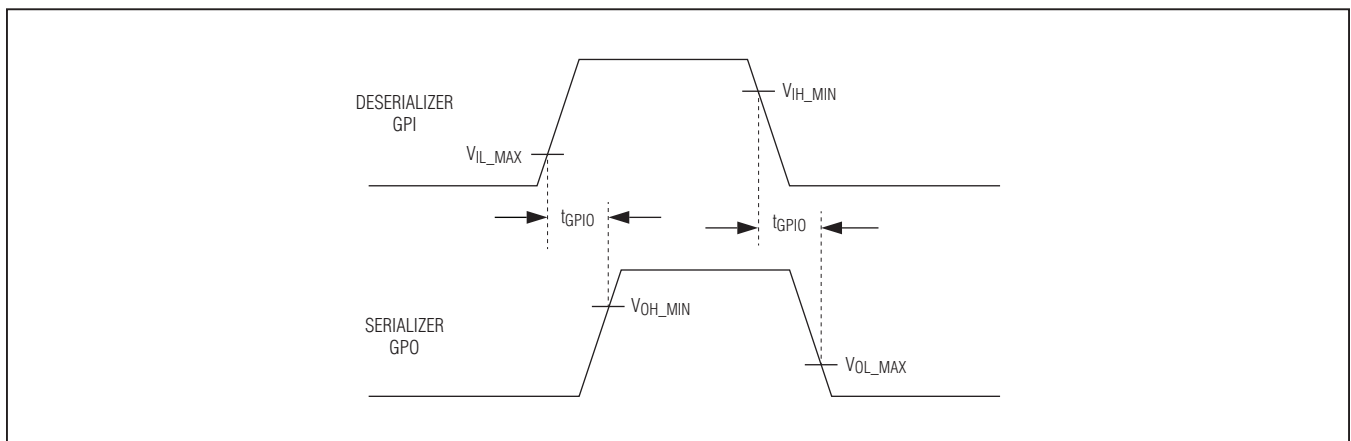 DESERIALIZER
GPI
VIH_MIN
VIL_MAX
tGPIO
tGPIO
SERIALIZER
GPO
VOH_MIN
VOL_MAX